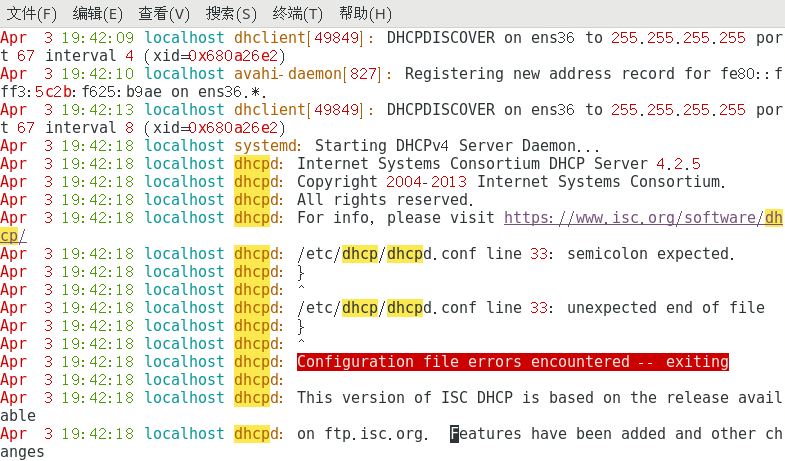 文件(F) 编辑(E) 查看(V) 搜索(S) 终端(T) 帮助(H)
Apr  3 19:42:09 localhost dhclient[49849]: DHCPDISCOVER on ens36 to 255.255.255.255 por
t 67 interval 4 (xid=0x680a26e2)
Apr  3 19:42:10 localhost avahi-daemon[827]: Registering new address record for fe80::f
ff3:5c2b:f625:b9ae on ens36.*.
Apr  3 19:42:13 localhost dhclient[49849]: DHCPDISCOVER on ens36 to 255.255.255.255 por
t 67 interval 8 (xid=0x680a26e2)
Apr  3 19:42:18 localhost systemd: Starting DHCPv4 Server Daemon...
Apr  3 19:42:18 localhost dhcpd: Internet Systems Consortium DHCP Server 4.2.5
Apr  3 19:42:18 localhost dhcpd: Copyright 2004-2013 Internet Systems Consortium.
Apr  3 19:42:18 localhost dhcpd: All rights reserved.
Apr  3 19:42:18 localhost dhcpd: For info, please visit https://www.isc.org/software/dh
cp/
Apr  3 19:42:18 localhost dhcpd: /etc/dhcp/dhcpd.conf line 33: semicolon expected.
Apr  3 19:42:18 localhost dhcpd: }
Apr  3 19:42:18 localhost dhcpd: ^
Apr  3 19:42:18 localhost dhcpd: /etc/dhcp/dhcpd.conf line 33: unexpected end of file
Apr  3 19:42:18 localhost dhcpd: }
Apr  3 19:42:18 localhost dhcpd: ^
Apr  3 19:42:18 localhost dhcpd: Configuration file errors encountered -- exiting
Apr  3 19:42:18 localhost dhcpd:
Apr  3 19:42:18 localhost dhcpd: This version of ISC DHCP is based on the release avail
able
Apr  3 19:42:18 localhost dhcpd: on ftp.isc.org.  Features have been added and other ch
anges